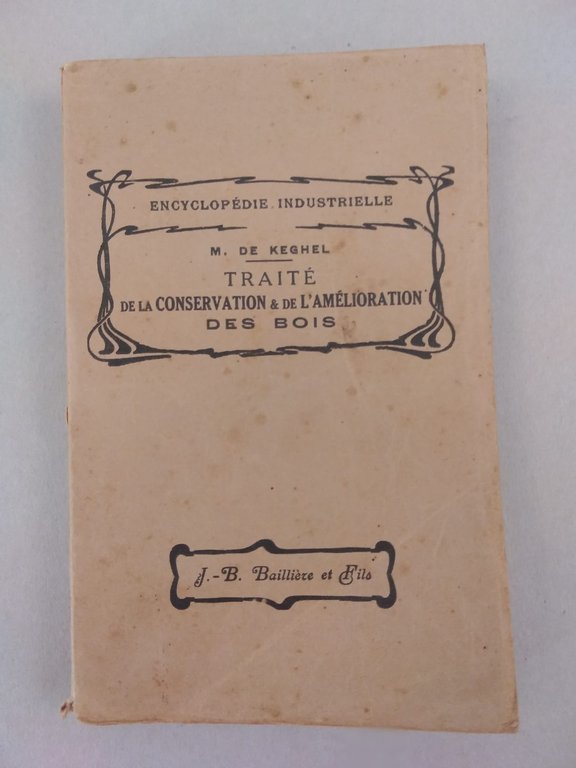 ENCYCLOPÉDIE INDUSTRIELLE
M. DE KEGHEL
TRAITÉ
DE LA CONSERVATION & DE L'AMÉLIORATION
DES BOIS
J.-B. Baillière et Fils